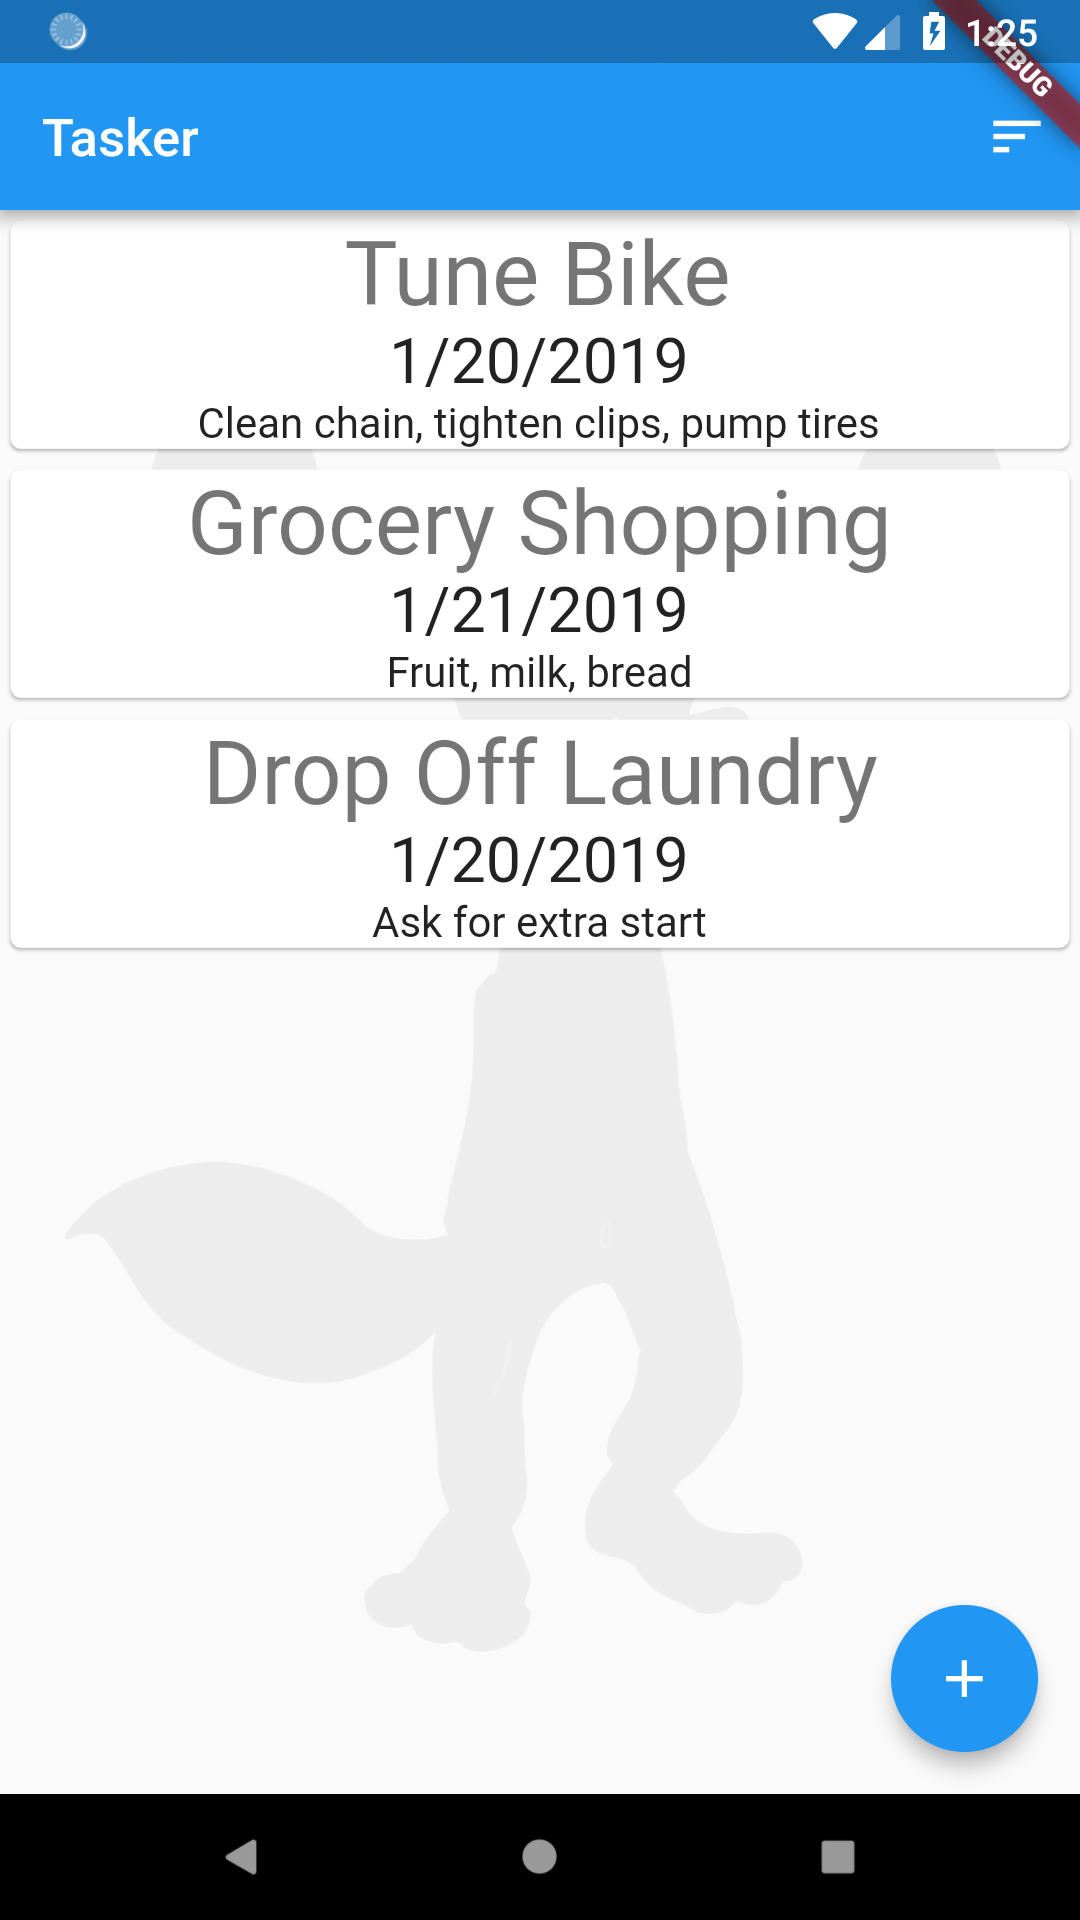 1:25
DEBUG
Tasker
Tune Bike
1/20/2019
Clean chain, tighten clips, pump tires
Grocery Shopping
1/21/2019
Fruit, milk, bread
Drop Off Laundry
1/20/2019
Ask for extra start